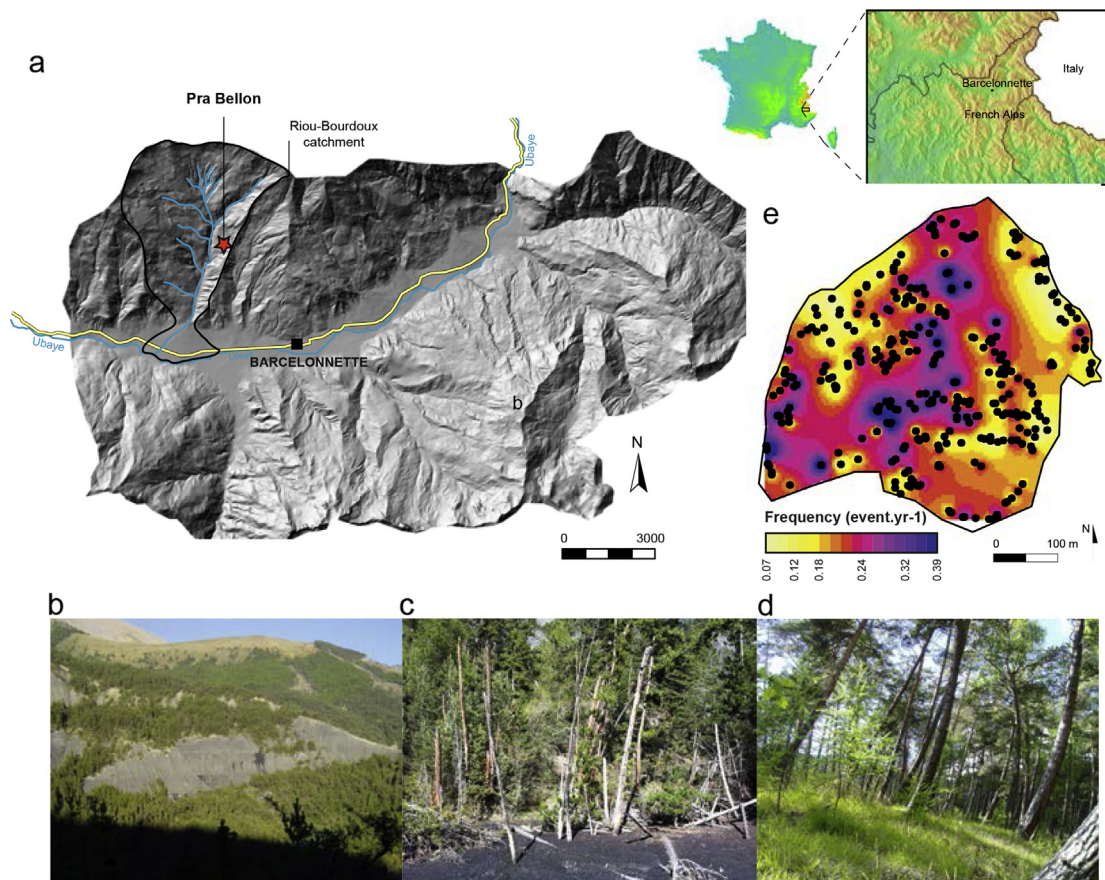 a
Pra Bellon
Riou-Bourdoux
catchment
Ubaye
Ubaye
BARCELONNETTE
b
N
0 3000
Italy
Barcelonnette
French Alps
e
Frequency (event.yr-1)
0.07 0.12 0.18 0.24 0.32 0.39
N
0 100 m
b
c
d